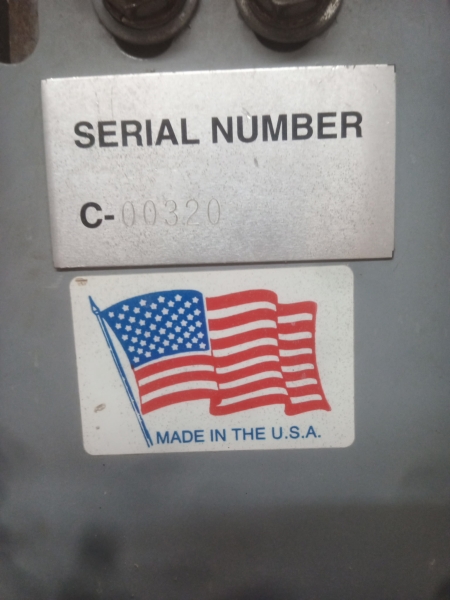 SERIAL NUMBER
C-00320
MADE IN THE U.S.A.